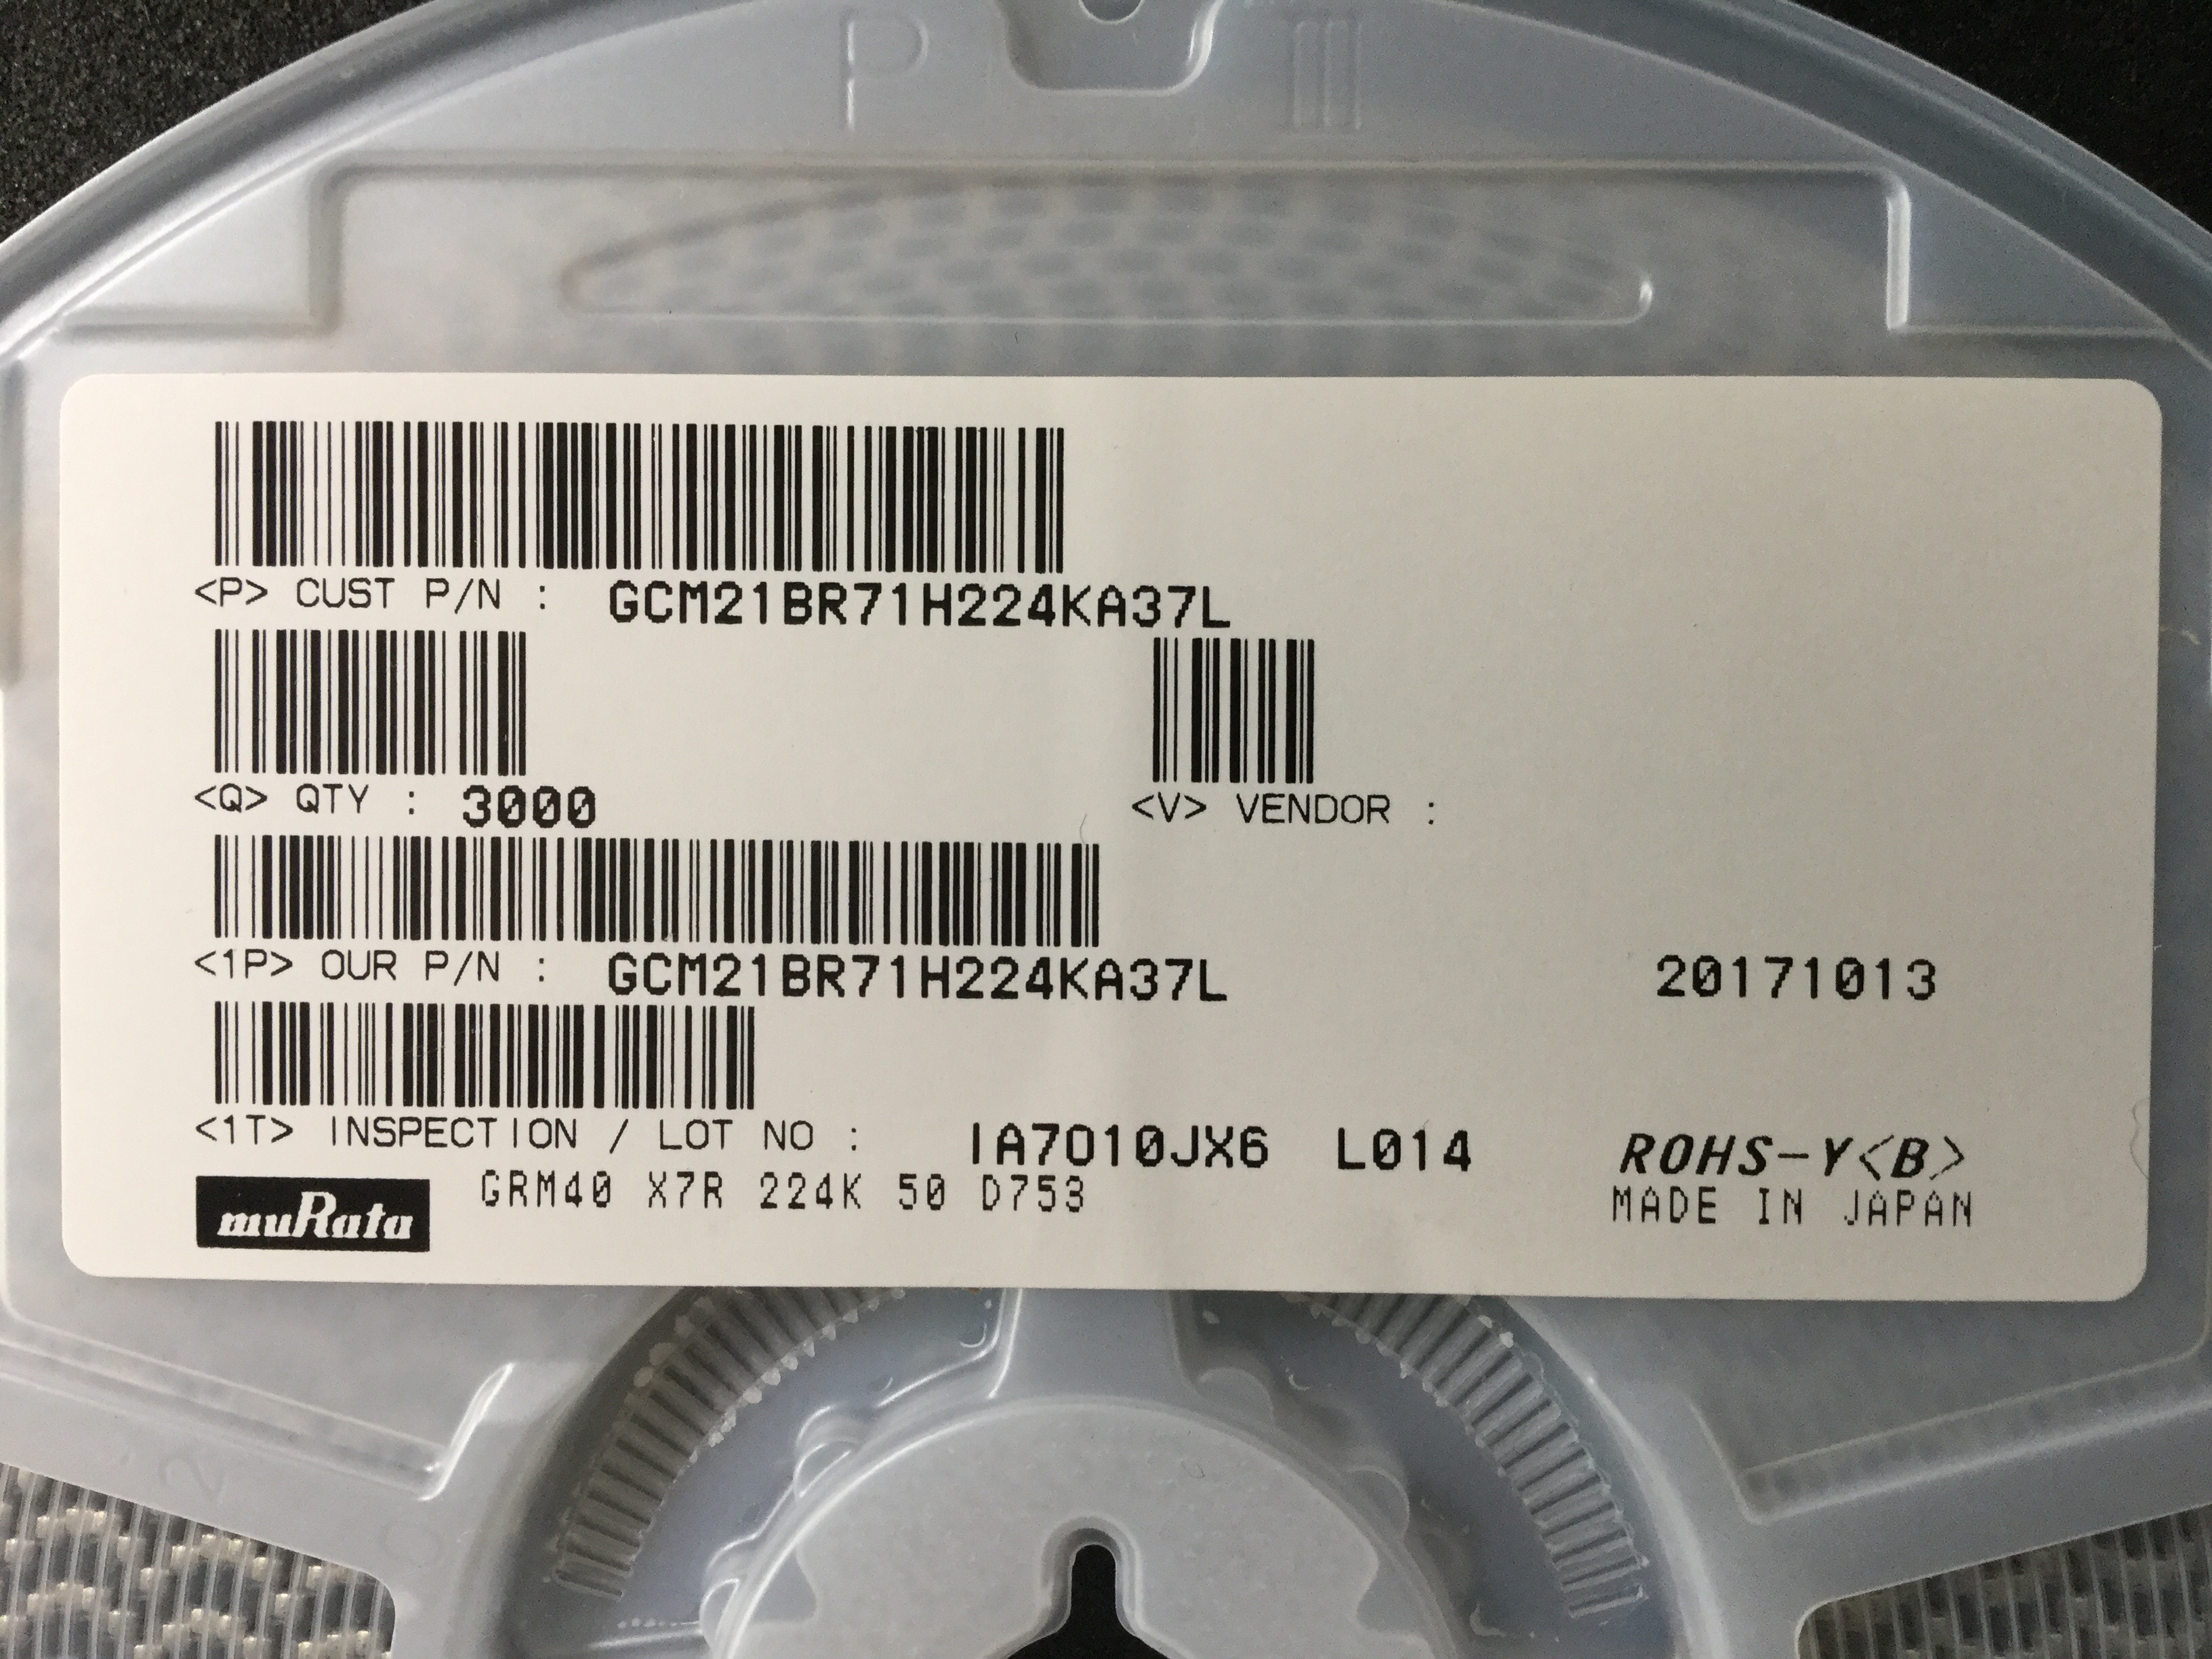 P
<P> CUST P/N : GCM21BR71H224KA37L
<Q> QTY : 3000 <V> VENDOR :
<1P> OUR P/N : GCM21BR71H224KA37L 20171013
<1T> INSPECTION / LOT NO : IA7010JX6 L014 ROHS-Y<B>
muRata GRM40 X7R 224K 50 D753 MADE IN JAPAN
2